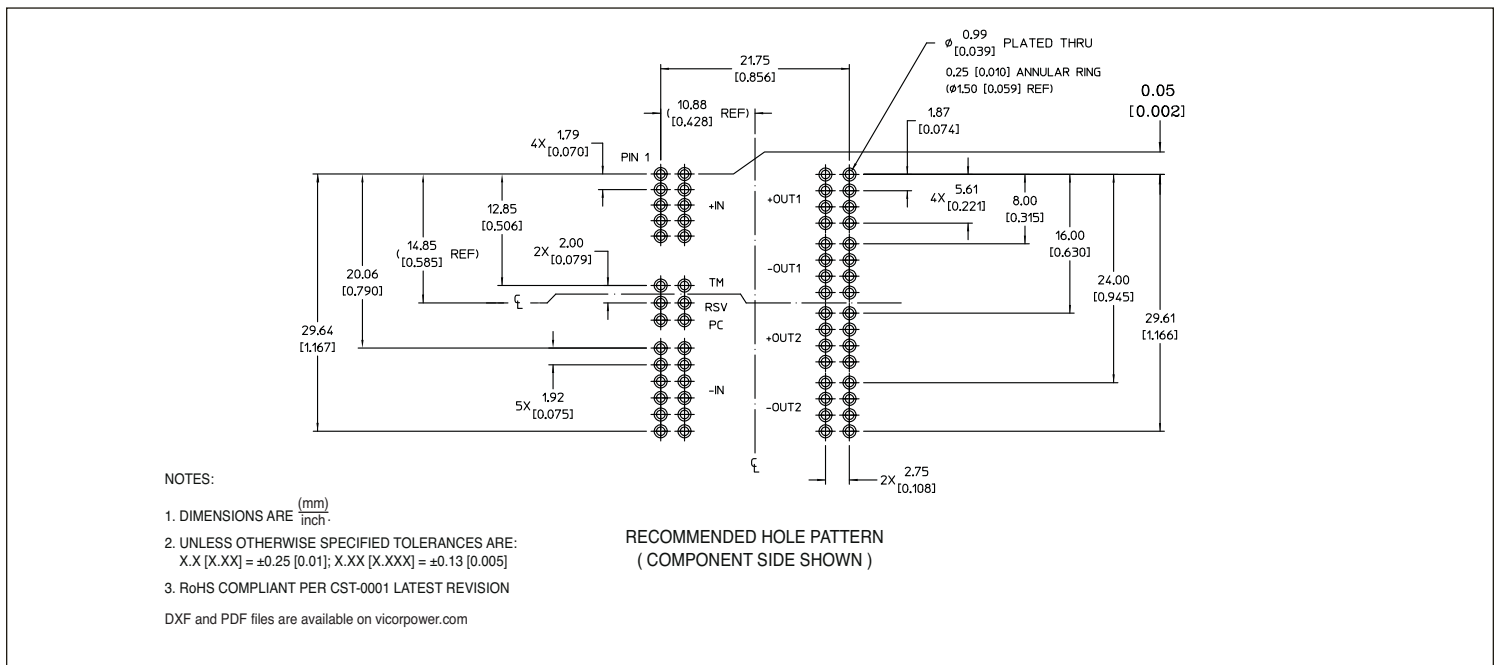 ø 0.99 [0.039] PLATED THRU
0.25 [0.010] ANNULAR RING
(ø1.50 [0.059] REF)
21.75
[0.856]
0.05
[0.002]
( 10.88 [0.428] REF)
1.87
[0.074]
4X 1.79 [0.070]
PIN 1
+IN
+OUT1
4X 5.61 [0.221]
8.00
[0.315]
12.85
[0.506]
( 14.85 [0.585] REF)
2X 2.00 [0.079]
16.00
[0.630]
20.06
[0.790]
-OUT1
TM
24.00
[0.945]
℄
RSV
PC
29.64
[1.167]
+OUT2
29.61
[1.166]
5X 1.92 [0.075]
-IN
-OUT2
℄
2X 2.75 [0.108]
NOTES:
1. DIMENSIONS ARE (mm) inch.
2. UNLESS OTHERWISE SPECIFIED TOLERANCES ARE:
X.X [X.XX] = ±0.25 [0.01]; X.XX [X.XXX] = ±0.13 [0.005]
3. RoHS COMPLIANT PER CST-0001 LATEST REVISION
DXF and PDF files are available on vicorpower.com
RECOMMENDED HOLE PATTERN
( COMPONENT SIDE SHOWN )